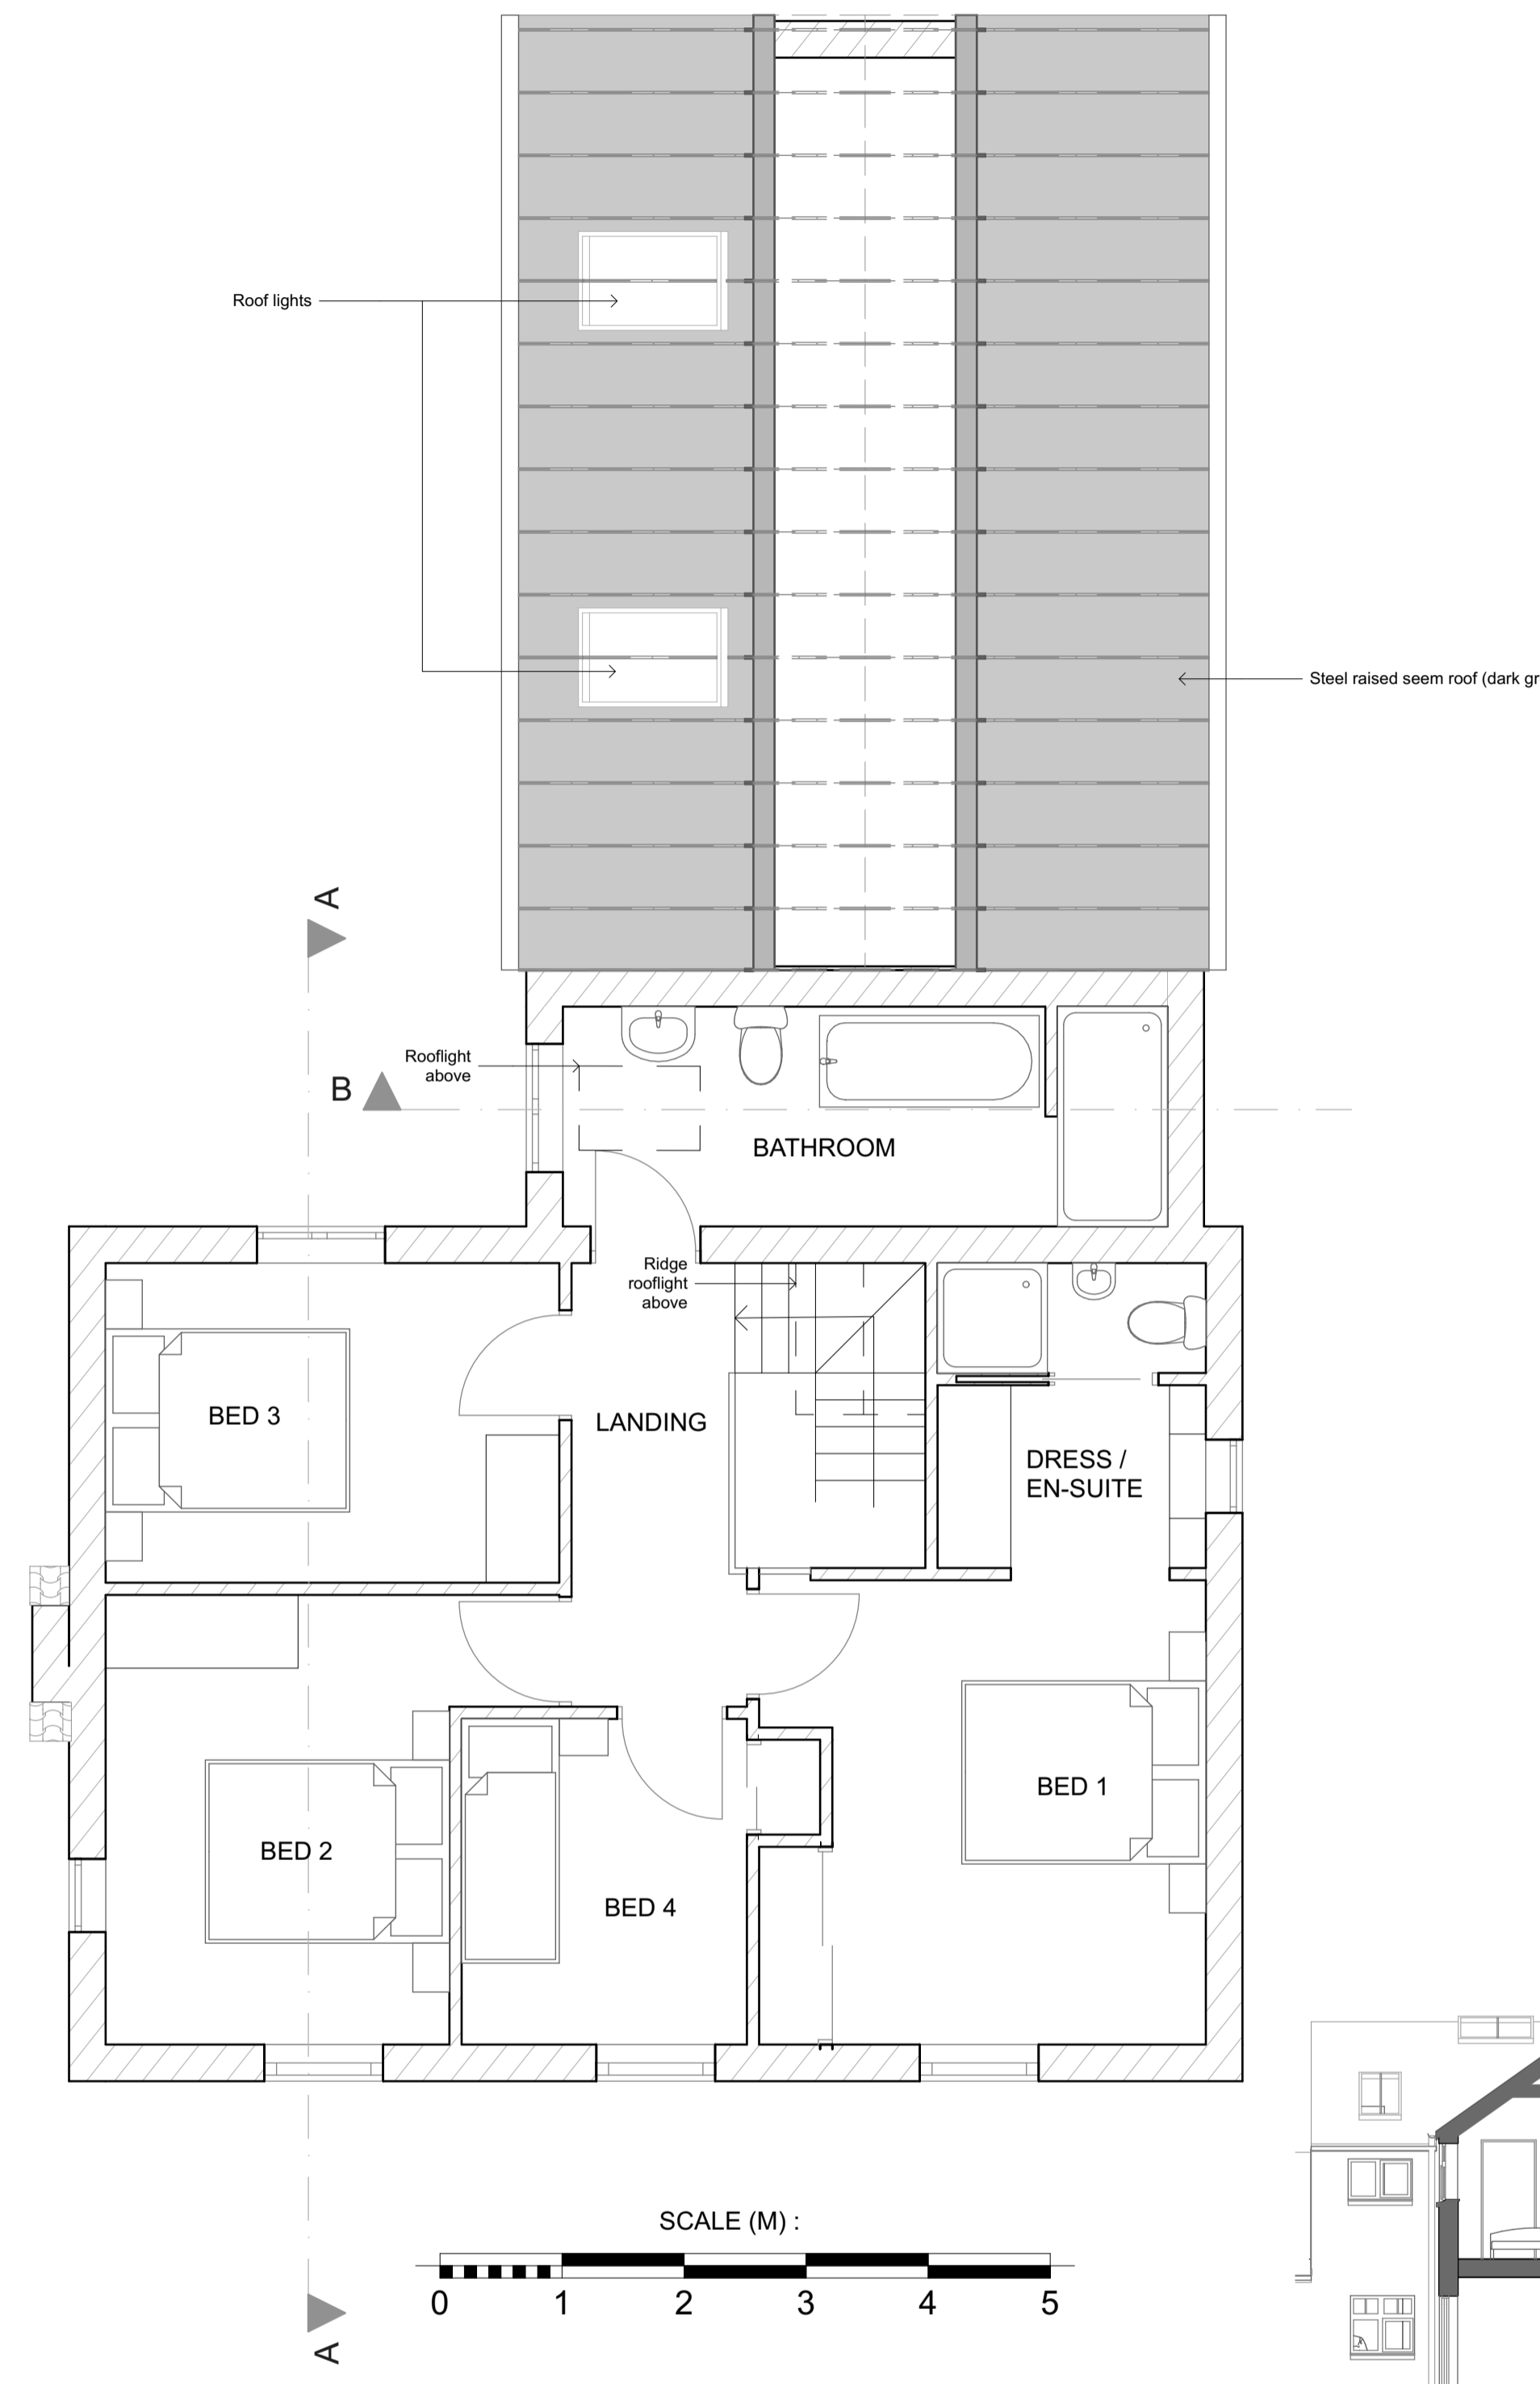 Roof lights
Steel raised seem roof (dark gr
A
Rooflight
above
B
BATHROOM
Ridge
rooflight
above
BED 3
LANDING
DRESS /
EN-SUITE
BED 1
BED 2
BED 4
SCALE (M) :
0 1 2 3 4 5
A